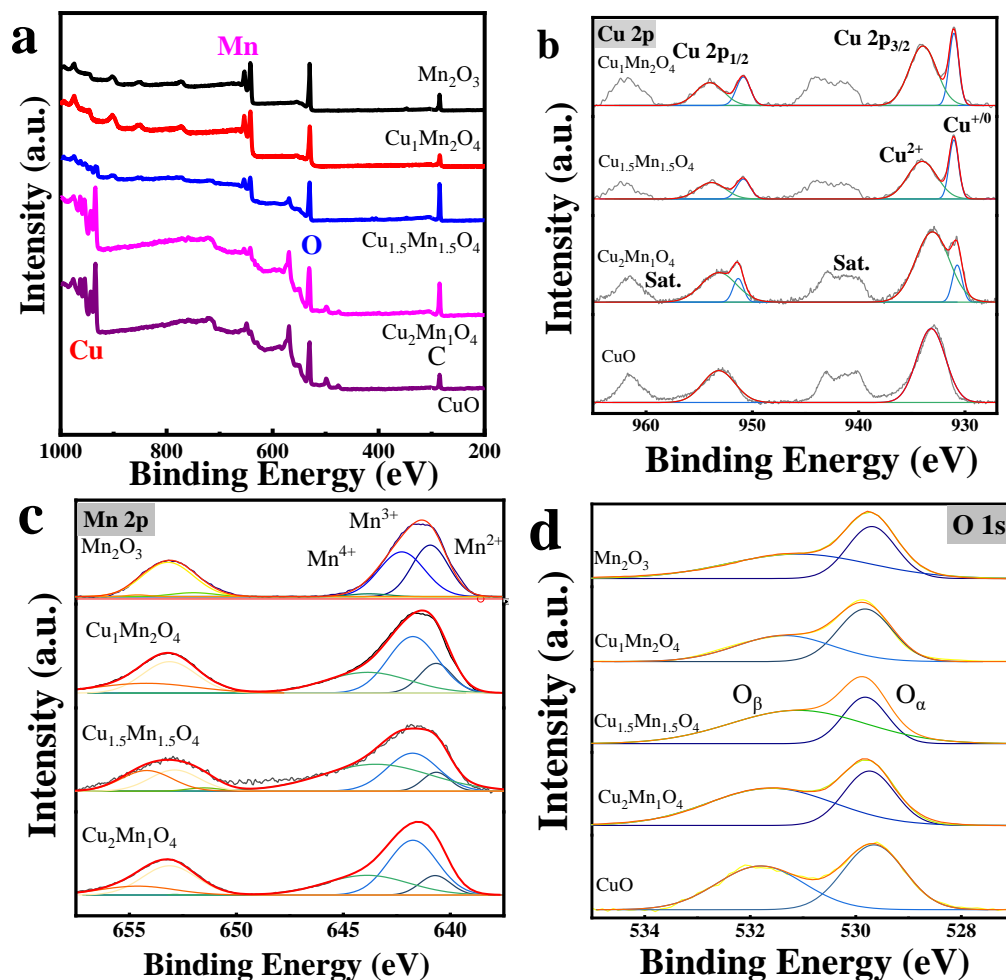 a
Mn
Mn₂O₃
Cu₁Mn₂O₄
Cu₁.₅Mn₁.₅O₄
O
Cu₂Mn₁O₄
Cu
C
CuO
Intensity (a.u.)
1000 800 600 400 200
Binding Energy (eV)
b
Cu 2p
Cu 2p₁/₂
Cu 2p₃/₂
Cu₁Mn₂O₄
Cu⁺/⁰
Cu²⁺
Cu₁.₅Mn₁.₅O₄
Cu₂Mn₁O₄
Sat.
Sat.
CuO
Intensity (a.u.)
960 950 940 930
Binding Energy (eV)
c
Mn 2p
Mn₂O₃
Mn³⁺
Mn⁴⁺
Mn²⁺
Cu₁Mn₂O₄
Cu₁.₅Mn₁.₅O₄
Cu₂Mn₁O₄
Intensity (a.u.)
655 650 645 640
Binding Energy (eV)
d
O 1s
Mn₂O₃
Cu₁Mn₂O₄
Oβ
Oα
Cu₁.₅Mn₁.₅O₄
Cu₂Mn₁O₄
CuO
Intensity (a.u.)
534 532 530 528
Binding Energy (eV)